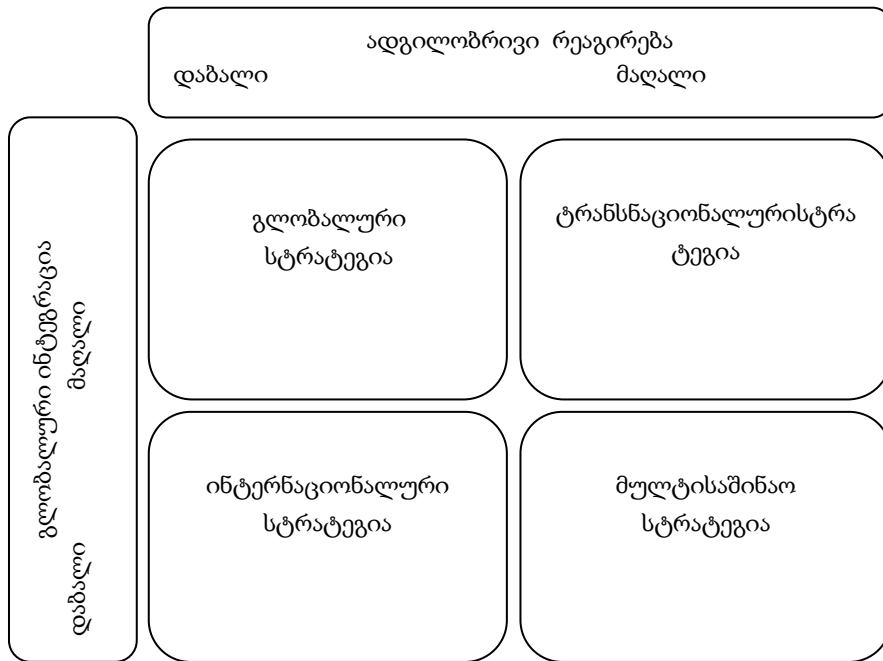 ადგილობრივი რეაგირება
დაბალი მაღალი
გლობალური ინტეგრაცია
დაბალი მაღალი
გლობალური
სტრატეგია
ტრანსნაციონალურისტრა
ტეგია
ინტერნაციონალური
სტრატეგია
მულტისაშინაო
სტრატეგია